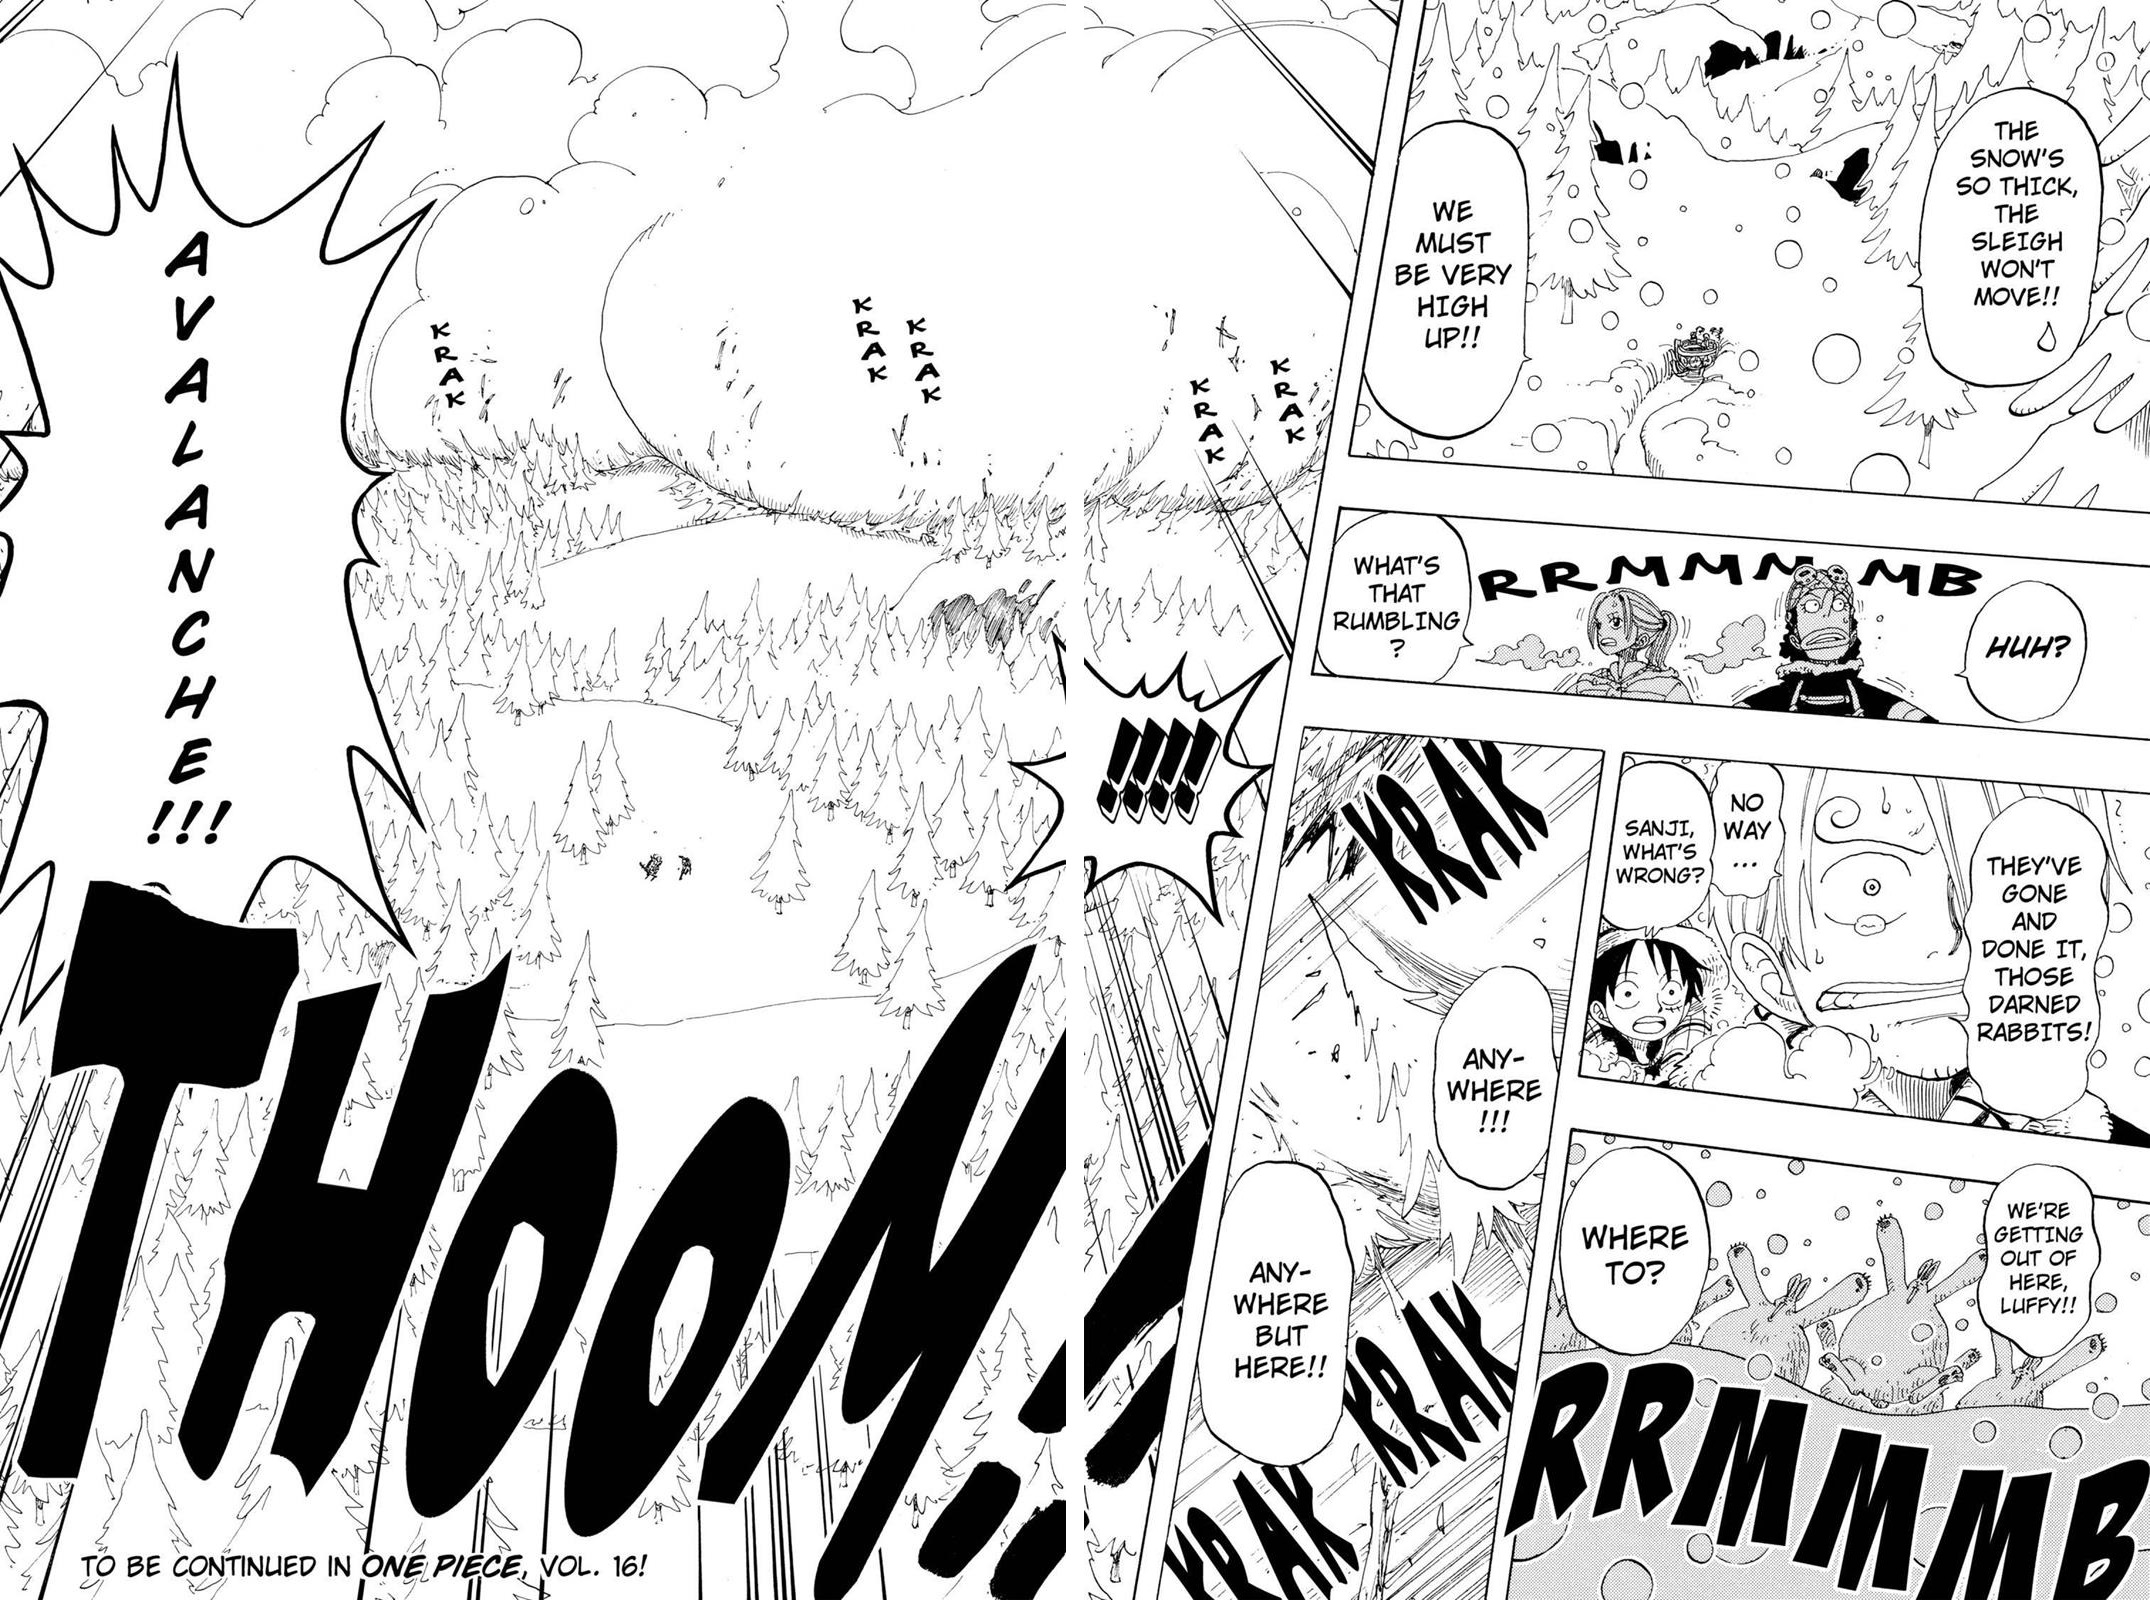 THE
SNOW'S
SO THICK,
THE
SLEIGH
WON'T
MOVE!!
WE
MUST
BE VERY
HIGH
UP!!
HUH?
RRMMMMMB
WHAT'S
THAT
RUMBLING
?
THEY'VE
GONE
AND
DONE IT,
THOSE
DARNED
RABBITS!
NO
WAY
...
SANJI,
WHAT'S
WRONG?
WE'RE
GETTING
OUT OF
HERE,
LUFFY!!
WHERE
TO?
RRMMMB
KRAK
ANY-
WHERE
!!!
ANY-
WHERE
BUT
HERE!!
KRAK
KRAK
!!!!
KRAK
KRAK
KRAK
KRAK
KRAK
AVALANCHE!!!
THOOM!!
TO BE CONTINUED IN ONE PIECE, VOL. 16!